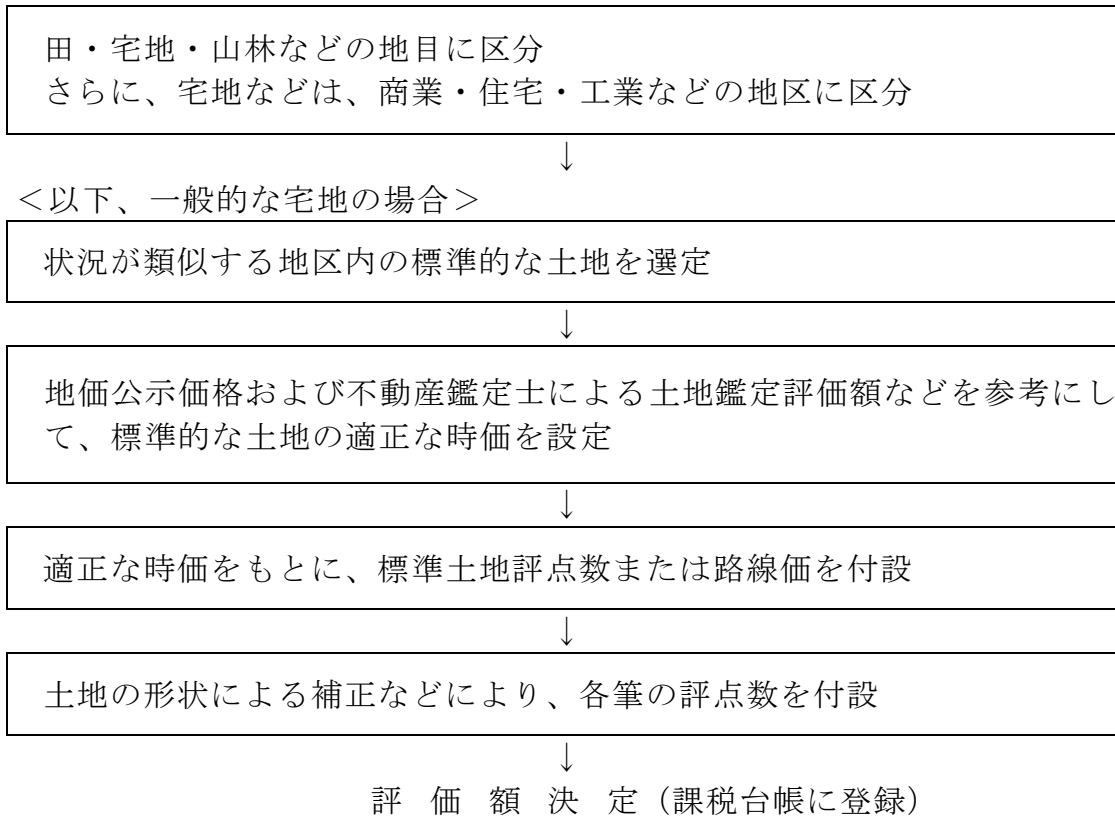 田・宅地・山林などの地目に区分
さらに、宅地などは、商業・住宅・工業などの地区に区分
↓
＜以下、一般的な宅地の場合＞
状況が類似する地区内の標準的な土地を選定
↓
地価公示価格および不動産鑑定士による土地鑑定評価額などを参考にし
て、標準的な土地の適正な時価を設定
↓
適正な時価をもとに、標準土地評点数または路線価を付設
↓
土地の形状による補正などにより、各筆の評点数を付設
↓
評 価 額 決 定（課税台帳に登録）